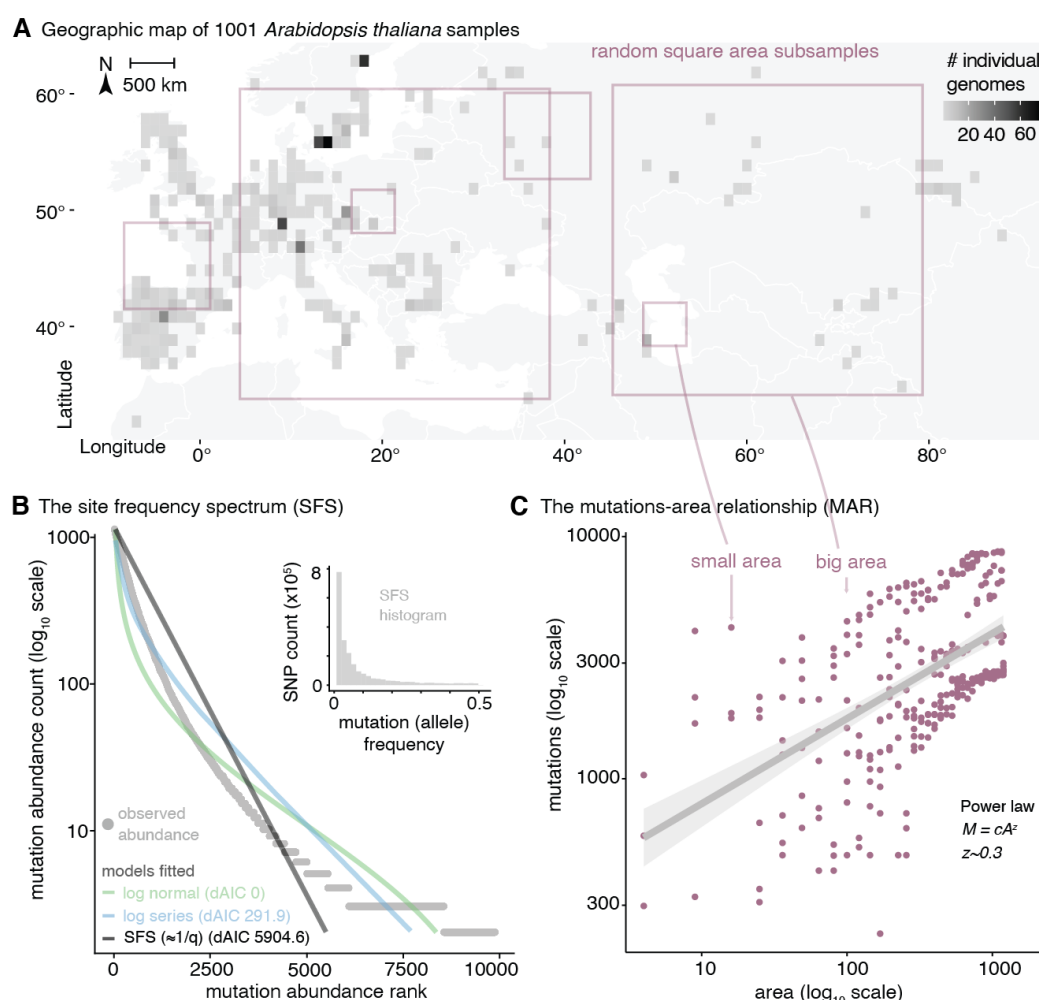 A Geographic map of 1001 Arabidopsis thaliana samples
random square area subsamples
N
500 km
# individual
genomes
20 40 60
60°
50°
40°
Latitude
Longitude
0° 20° 40° 60° 80°
B The site frequency spectrum (SFS)
1000
100
10
mutation abundance count (log10 scale)
8
0
SNP count (x10⁵)
SFS
histogram
0 0.5
mutation (allele)
frequency
observed
abundance
models fitted
log normal (dAIC 0)
log series (dAIC 291.9)
SFS (≈1/q) (dAIC 5904.6)
0 2500 5000 7500 10000
mutation abundance rank
C The mutations-area relationship (MAR)
10000
3000
1000
300
mutations (log10 scale)
small area
big area
Power law
M = cAᶻ
z~0.3
10 100 1000
area (log10 scale)